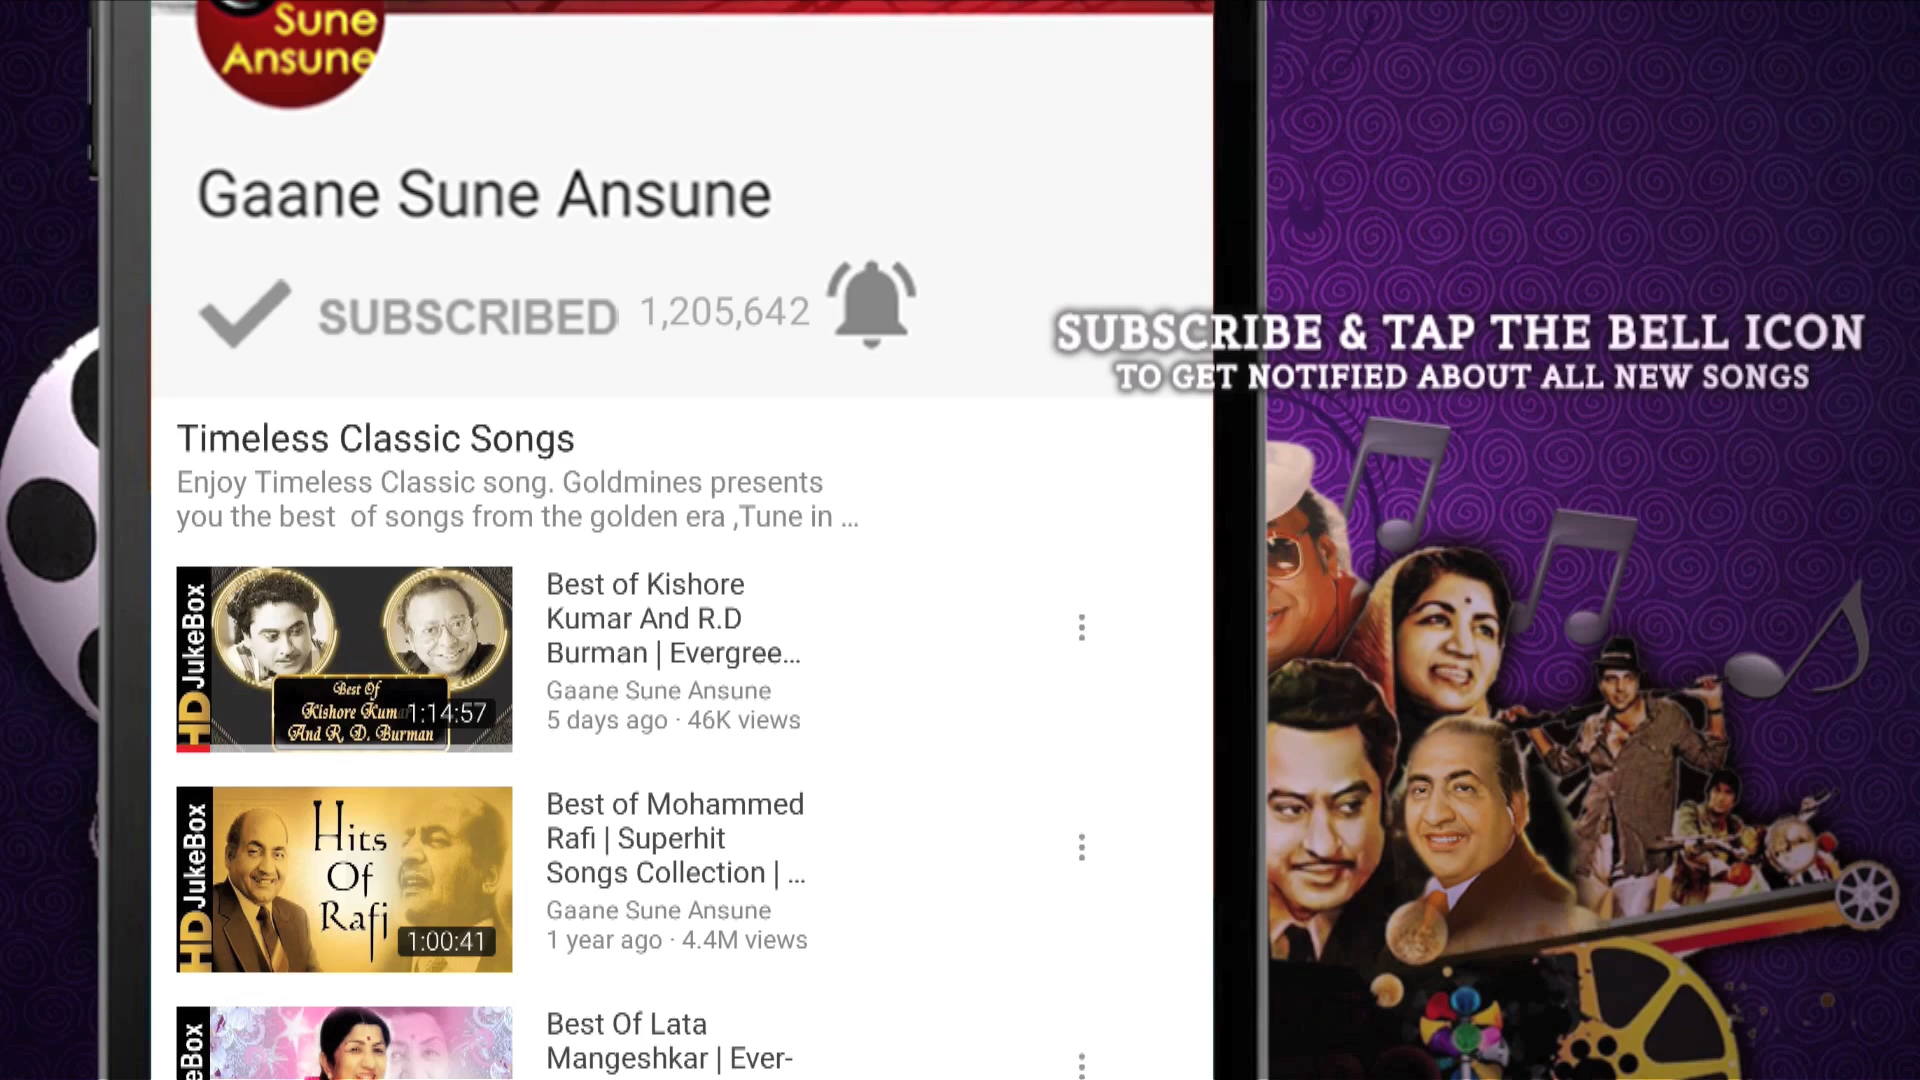 Sune
Ansune
Gaane Sune Ansune
SUBSCRIBED 1,205,642
SUBSCRIBE & TAP THE BELL ICON
TO GET NOTIFIED ABOUT ALL NEW SONGS
Timeless Classic Songs
Enjoy Timeless Classic song. Goldmines presents
you the best of songs from the golden era ,Tune in ...
HD JukeBox
Best Of
Kishore Kum
And R. D. Burman
1:14:57
Best of Kishore
Kumar And R.D
Burman | Evergree...
Gaane Sune Ansune
5 days ago · 46K views
HD JukeBox
Hits
Of
Rafi
1:00:41
Best of Mohammed
Rafi | Superhit
Songs Collection | ...
Gaane Sune Ansune
1 year ago · 4.4M views
eBox
Best Of Lata
Mangeshkar | Ever-